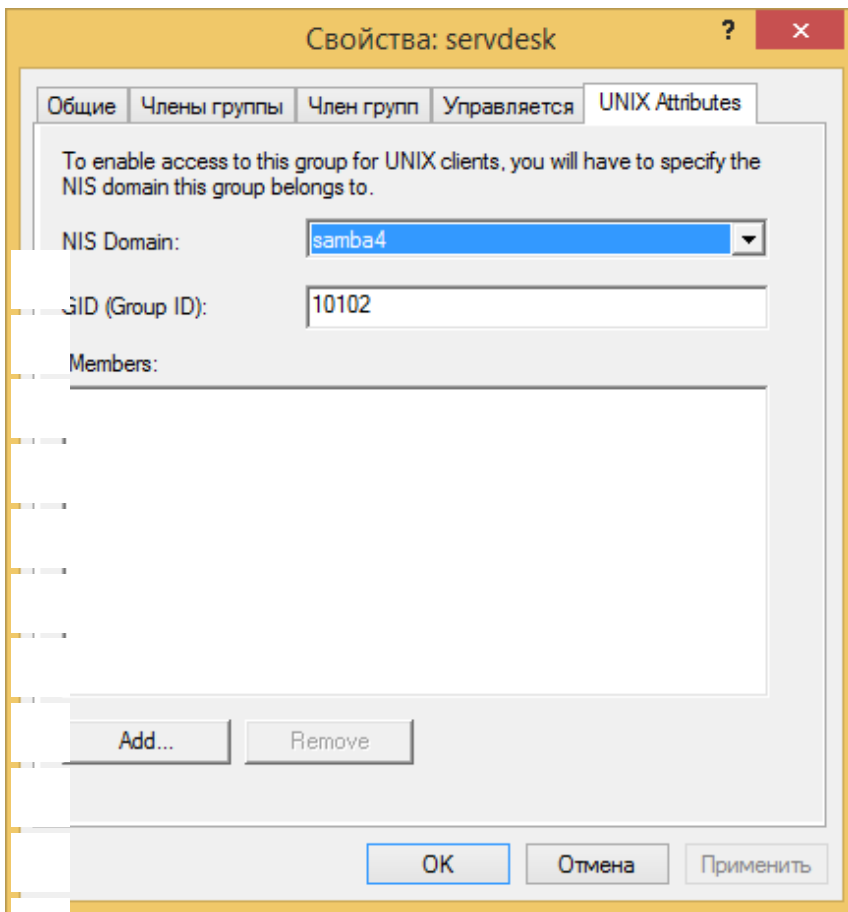 Свойства: servdesk
? ×
Общие Члены группы Член групп Управляется UNIX Attributes
To enable access to this group for UNIX clients, you will have to specify the
NIS domain this group belongs to.
NIS Domain: samba4
GID (Group ID): 10102
Members:
Add... Remove
OK Отмена Применить